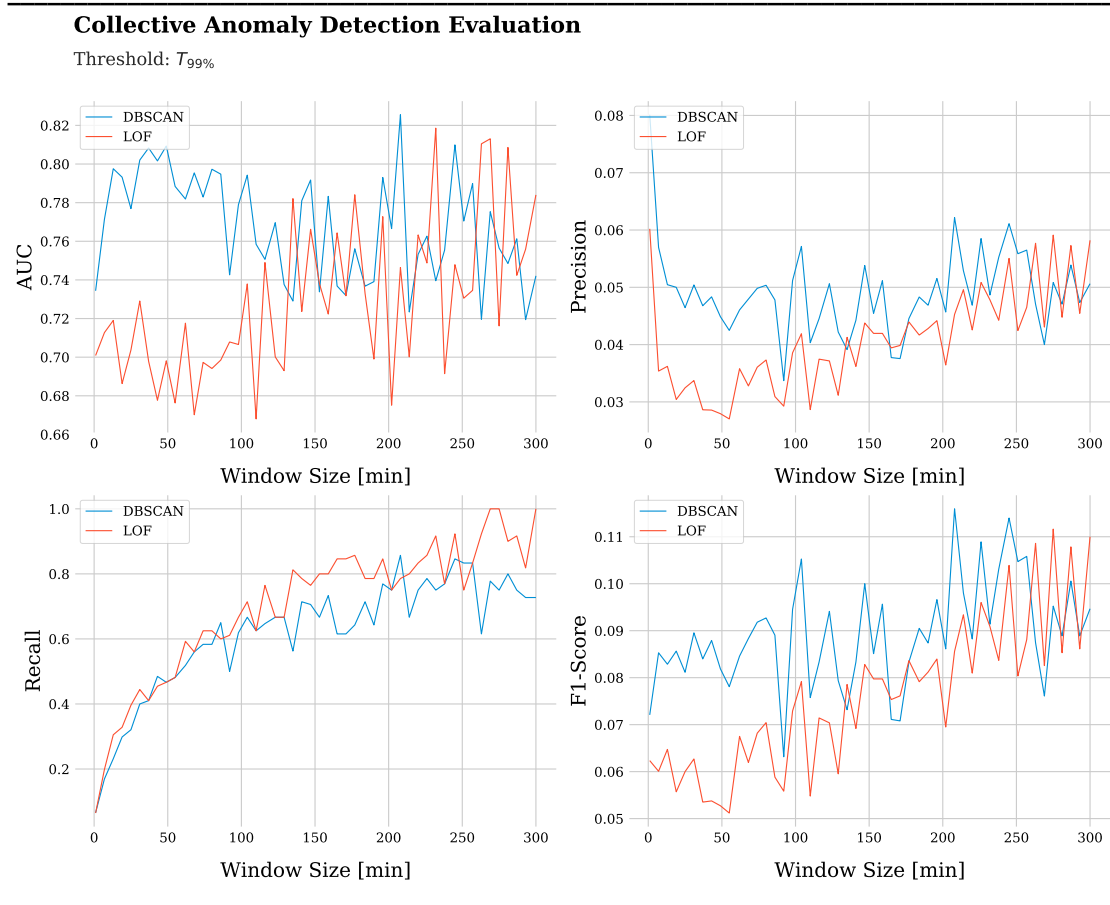 Collective Anomaly Detection Evaluation
Threshold: T99%
DBSCAN
LOF
AUC
0.82
0.80
0.78
0.76
0.74
0.72
0.70
0.68
0.66
0 50 100 150 200 250 300
Window Size [min]
DBSCAN
LOF
Precision
0.08
0.07
0.06
0.05
0.04
0.03
0 50 100 150 200 250 300
Window Size [min]
DBSCAN
LOF
Recall
1.0
0.8
0.6
0.4
0.2
0 50 100 150 200 250 300
Window Size [min]
DBSCAN
LOF
F1-Score
0.11
0.10
0.09
0.08
0.07
0.06
0.05
0 50 100 150 200 250 300
Window Size [min]